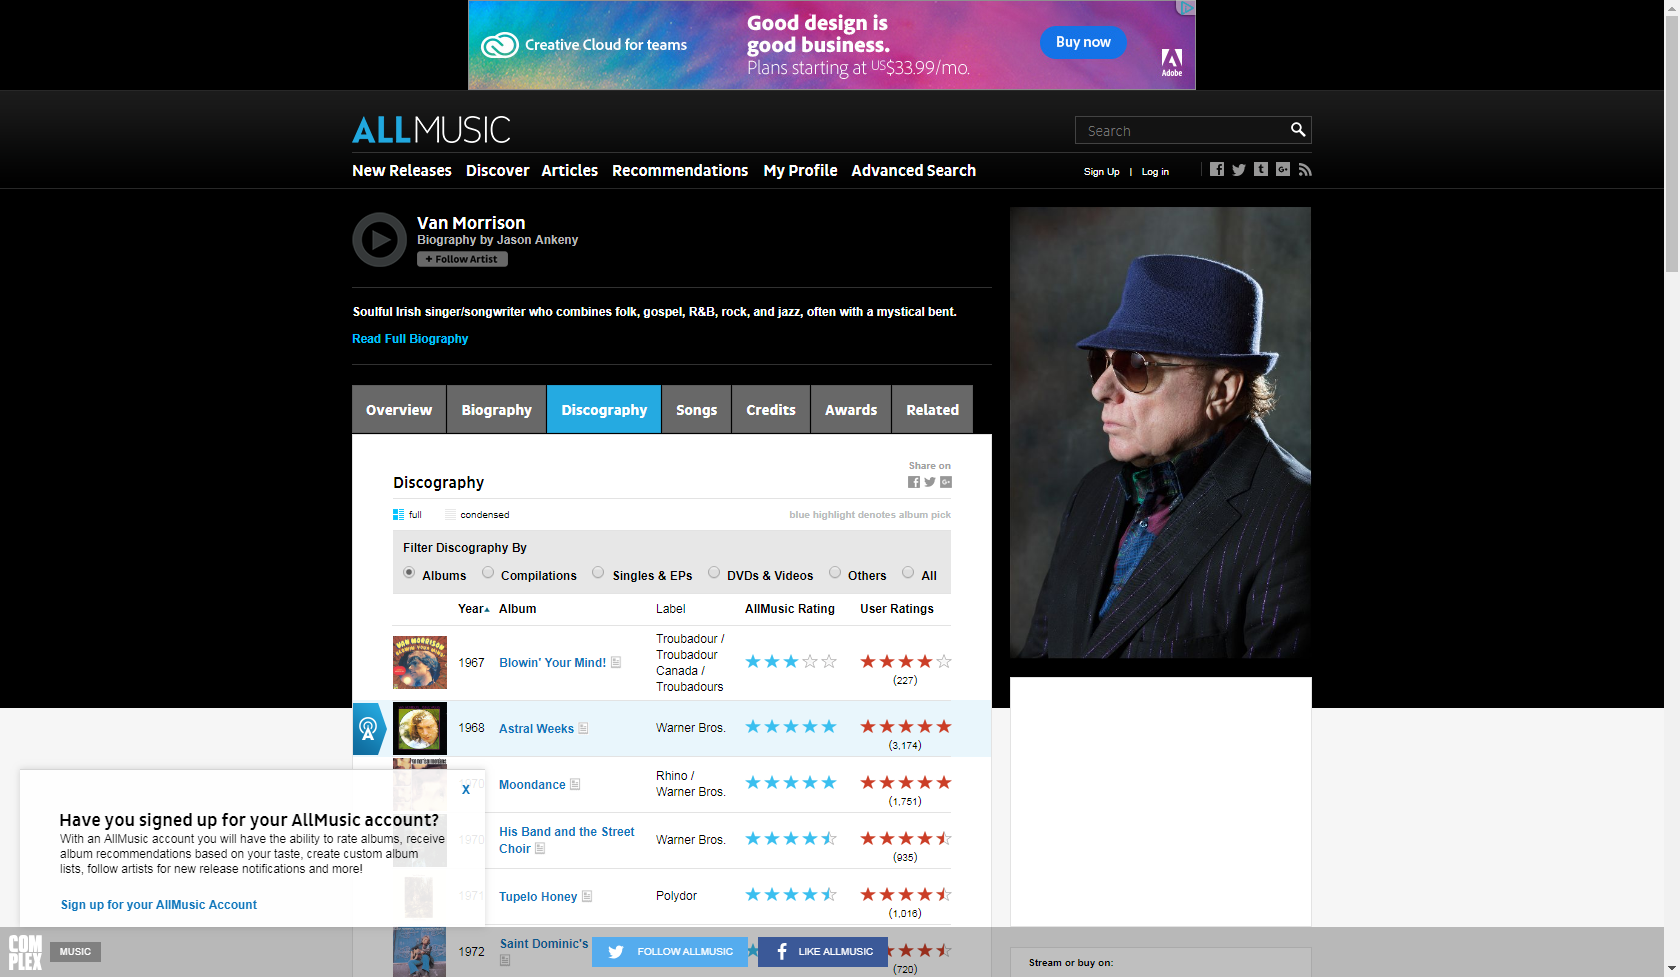 Creative Cloud for teams
Good design is
good business.
Plans starting at US$33.99/mo.
Buy now
Adobe
ALLMUSIC
Search
New Releases Discover Articles Recommendations My Profile Advanced Search
Sign Up | Log in
Van Morrison
Biography by Jason Ankeny
+ Follow Artist
Soulful Irish singer/songwriter who combines folk, gospel, R&B, rock, and jazz, often with a mystical bent.
Read Full Biography
Overview Biography Discography Songs Credits Awards Related
Share on
Discography
full condensed blue highlight denotes album pick
Filter Discography By
Albums Compilations Singles & EPs DVDs & Videos Others All
Year Album Label AllMusic Rating User Ratings
VAN MORRISON
BLOWIN' YOUR MIND!
1967 Blowin' Your Mind!
Troubadour /
Troubadour
Canada /
Troubadours
(227)
1968 Astral Weeks Warner Bros.
(3,174)
1970 Moondance
Rhino /
Warner Bros.
(1,751)
1970
His Band and the Street
Choir
Warner Bros.
(935)
1971 Tupelo Honey Polydor
(1,016)
1972 Saint Dominic's
(720)
X
Have you signed up for your AllMusic account?
With an AllMusic account you will have the ability to rate albums, receive
album recommendations based on your taste, create custom album
lists, follow artists for new release notifications and more!
Sign up for your AllMusic Account
COMPLEX
MUSIC
FOLLOW ALLMUSIC
LIKE ALLMUSIC
Stream or buy on: